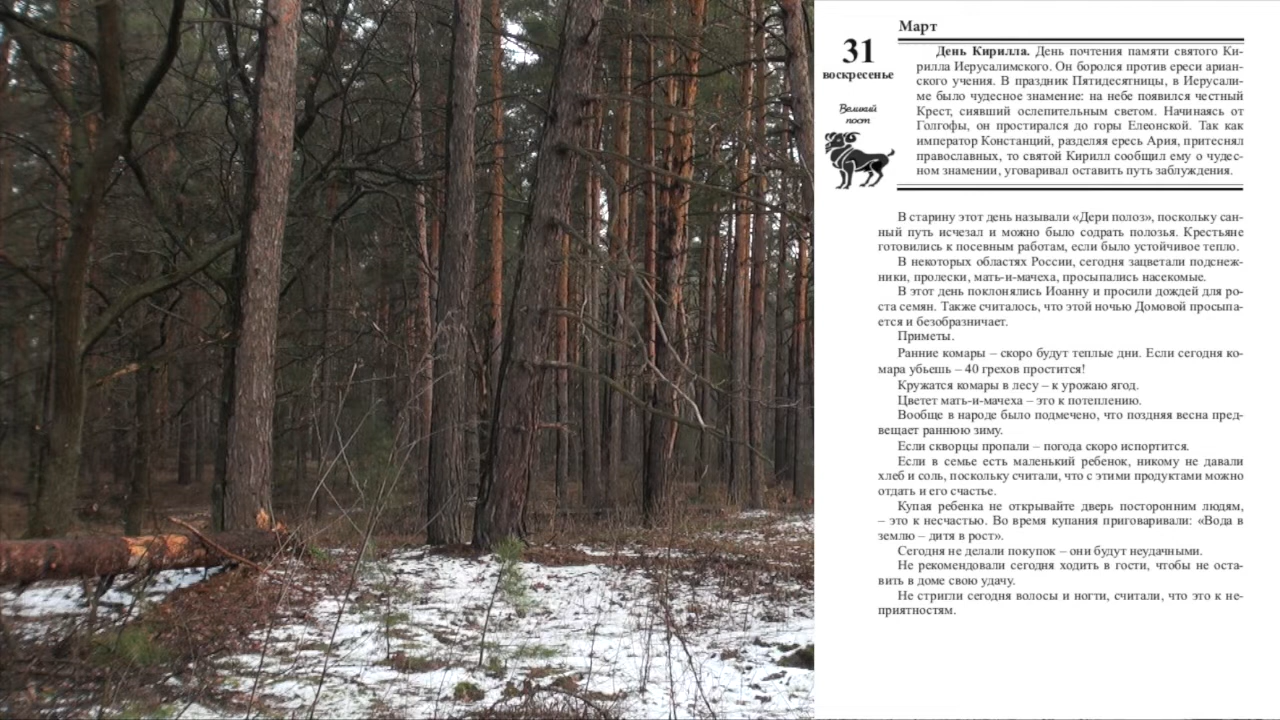 Март
31
воскресенье
Великий
пост
День Кирилла. День почтения памяти святого Ки-
рилла Иерусалимского. Он боролся против ереси ариан-
ского учения. В праздник Пятидесятницы, в Иерусали-
ме было чудесное знамение: на небе появился честный
Крест, сиявший ослепительным светом. Начинаясь от
Голгофы, он простирался до горы Елеонской. Так как
император Констанций, разделяя ересь Ария, притеснял
православных, то святой Кирилл сообщил ему о чудес-
ном знамении, уговаривал оставить путь заблуждения.
В старину этот день называли «Дери полоз», поскольку сан-
ный путь исчезал и можно было содрать полозья. Крестьяне
готовились к посевным работам, если было устойчивое тепло.
В некоторых областях России, сегодня зацветали подснеж-
ники, пролески, мать-и-мачеха, просыпались насекомые.
В этот день поклонялись Иоанну и просили дождей для ро-
ста семян. Также считалось, что этой ночью Домовой просыпа-
ется и безобразничает.
Приметы.
Ранние комары – скоро будут теплые дни. Если сегодня ко-
мара убьешь – 40 грехов простится!
Кружатся комары в лесу – к урожаю ягод.
Цветет мать-и-мачеха – это к потеплению.
Вообще в народе было подмечено, что поздняя весна пред-
вещает раннюю зиму.
Если скворцы пропали – погода скоро испортится.
Если в семье есть маленький ребенок, никому не давали
хлеб и соль, поскольку считали, что с этими продуктами можно
отдать и его счастье.
Купая ребенка не открывайте дверь посторонним людям,
– это к несчастью. Во время купания приговаривали: «Вода в
землю – дитя в рост».
Сегодня не делали покупок – они будут неудачными.
Не рекомендовали сегодня ходить в гости, чтобы не оста-
вить в доме свою удачу.
Не стригли сегодня волосы и ногти, считали, что это к не-
приятностям.